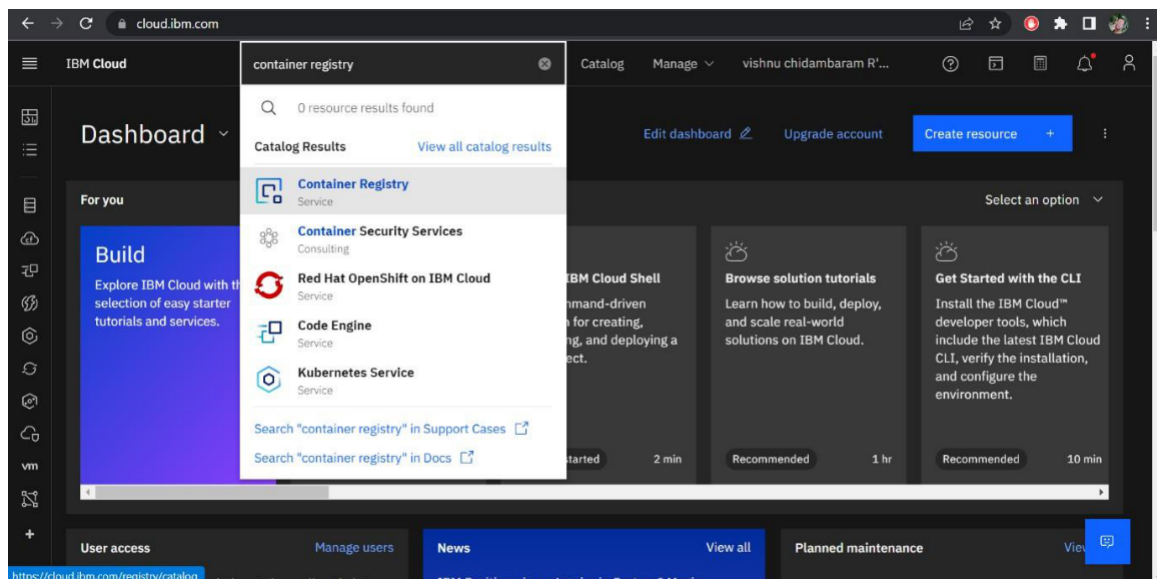 cloud.ibm.com
IBM Cloud
container registry
Catalog
Manage
vishnu chidambaram R'...
0 resource results found
Catalog Results
View all catalog results
Container Registry
Service
Container Security Services
Consulting
Red Hat OpenShift on IBM Cloud
Service
Code Engine
Service
Kubernetes Service
Service
Search "container registry" in Support Cases
Search "container registry" in Docs
Dashboard
Edit dashboard
Upgrade account
Create resource +
For you
Select an option
Build
Explore IBM Cloud with th
selection of easy starter
tutorials and services.
IBM Cloud Shell
mmand-driven
for creating,
ng, and deploying a
ect.
started
2 min
Browse solution tutorials
Learn how to build, deploy,
and scale real-world
solutions on IBM Cloud.
Recommended
1 hr
Get Started with the CLI
Install the IBM Cloud™
developer tools, which
include the latest IBM Cloud
CLI, verify the installation,
and configure the
environment.
Recommended
10 min
vm
User access
Manage users
News
View all
Planned maintenance
View
https://cloud.ibm.com/registry/catalog